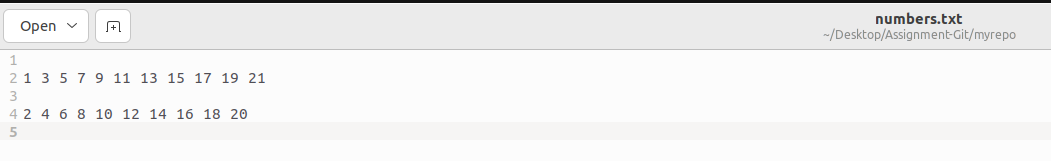 Open
numbers.txt
~/Desktop/Assignment-Git/myrepo
1
2 1 3 5 7 9 11 13 15 17 19 21
3
4 2 4 6 8 10 12 14 16 18 20
5